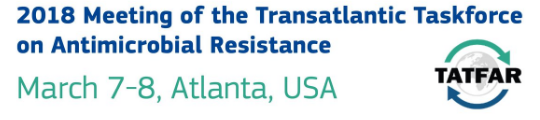 2018 Meeting of the Transatlantic Taskforce
on Antimicrobial Resistance
March 7-8, Atlanta, USA
TATFAR